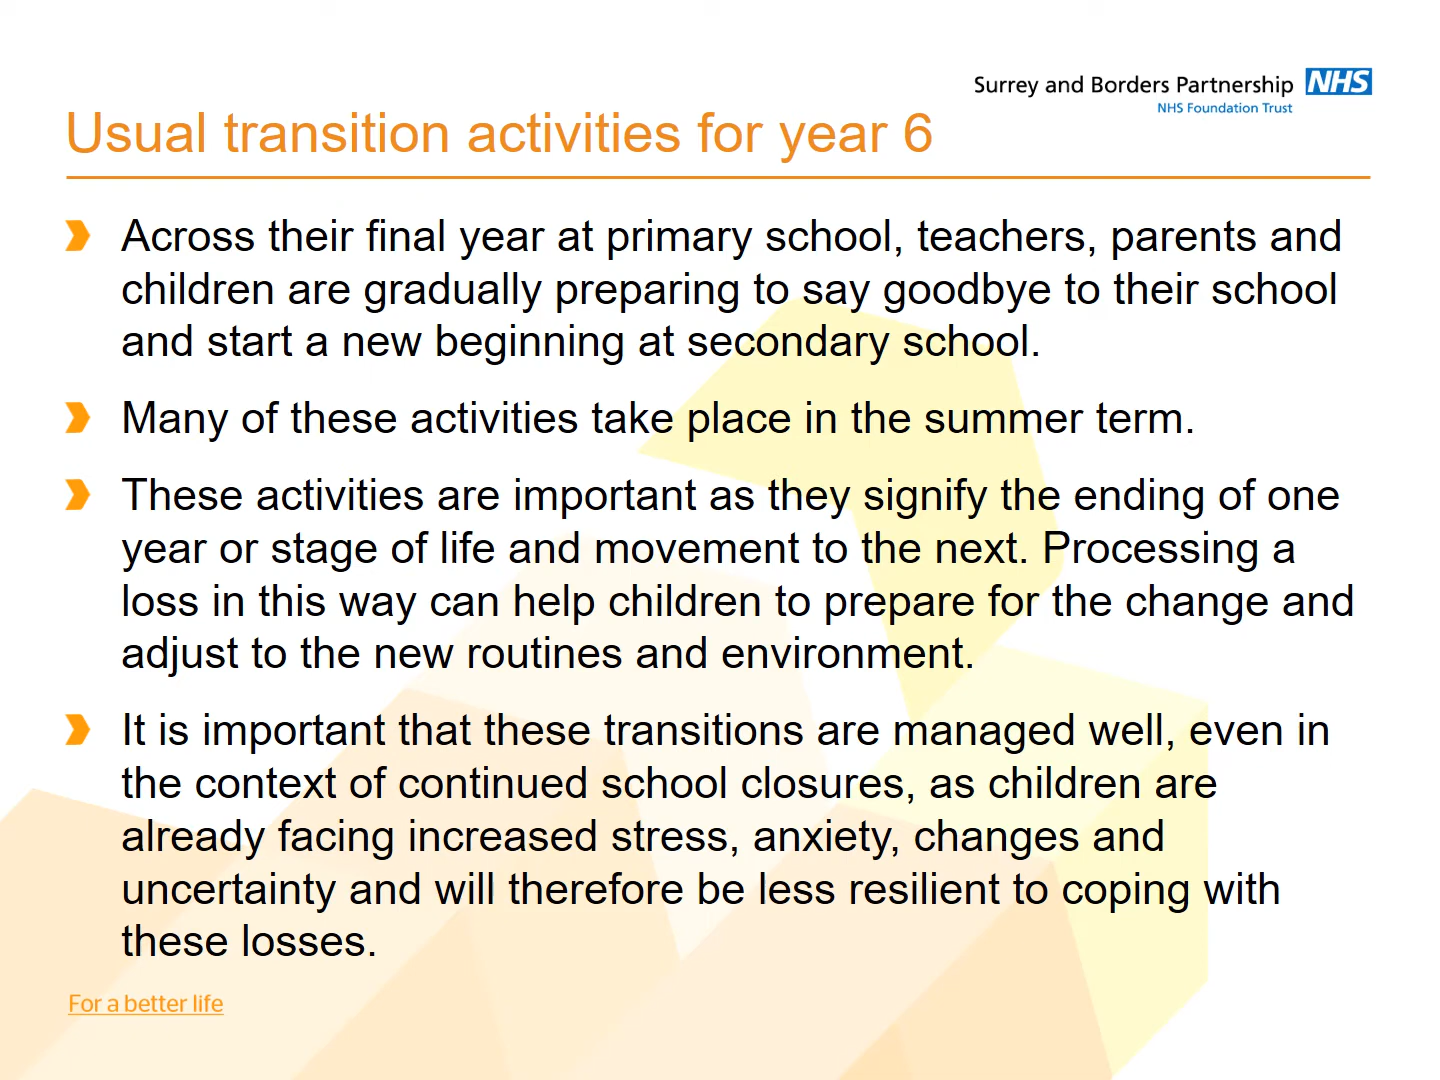 Surrey and Borders Partnership NHS
NHS Foundation Trust
Usual transition activities for year 6
Across their final year at primary school, teachers, parents and
children are gradually preparing to say goodbye to their school
and start a new beginning at secondary school.
Many of these activities take place in the summer term.
These activities are important as they signify the ending of one
year or stage of life and movement to the next. Processing a
loss in this way can help children to prepare for the change and
adjust to the new routines and environment.
It is important that these transitions are managed well, even in
the context of continued school closures, as children are
already facing increased stress, anxiety, changes and
uncertainty and will therefore be less resilient to coping with
these losses.
For a better life